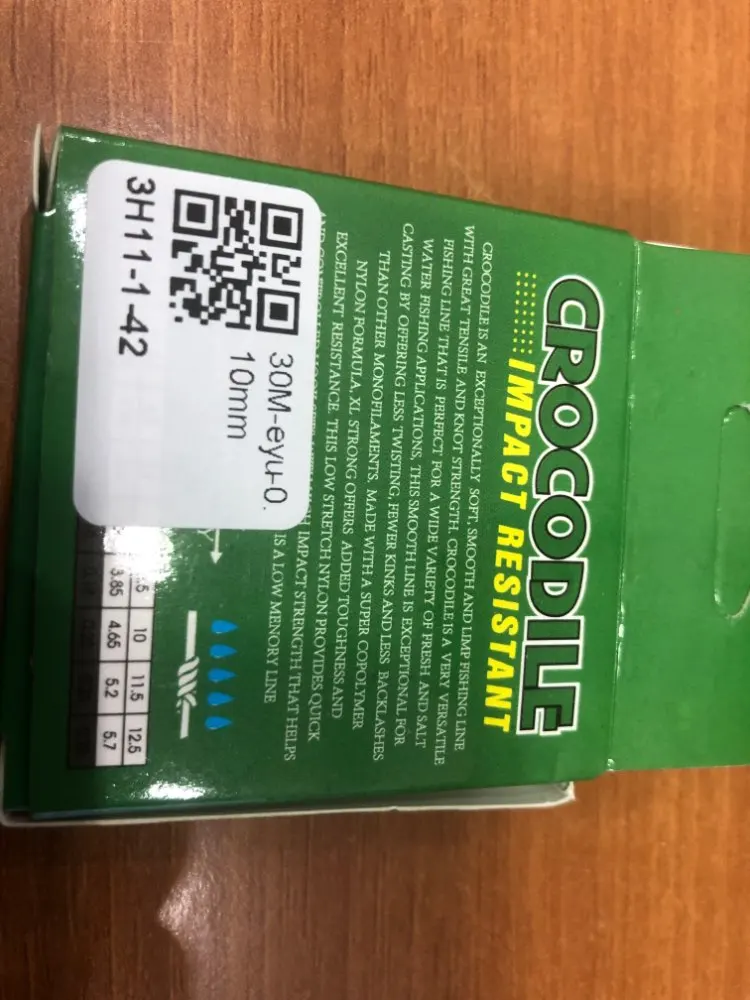 CROCODILE
IMPACT RESISTANT
CROCODILE IS AN EXCEPTIONALLY SOFT, SMOOTH AND LIMP FISHING LINE
WITH GREAT TENSILE AND KNOT STRENGTH, CROCODILE IS A VERY VERSATILE
FISHING LINE THAT IS PERFECT FOR A WIDE VARIETY OF FRESH AND SALT
WATER FISHING APPLICATIONS, THIS SMOOTH LINE IS EXCEPTIONAL FOR
CASTING BY OFFERING LESS TWISTING, FEWER KINKS AND LESS BACKLASHES
THAN OTHER MONOFILAMENTS, MADE WITH A SUPER COPOLYMER
NYLON FORMULA, XL STRONG OFFERS ADDED TOUGHNESS AND
EXCELLENT RESISTANCE. THIS LOW STRETCH NYLON PROVIDES QUICK
IMPACT STRENGTH THAT HELPS
IS A LOW MEMORY LINE
30M-eyu-0.
10mm
3H11-1-42
10 11.5 12.5
3.85 4.65 5.2 5.7